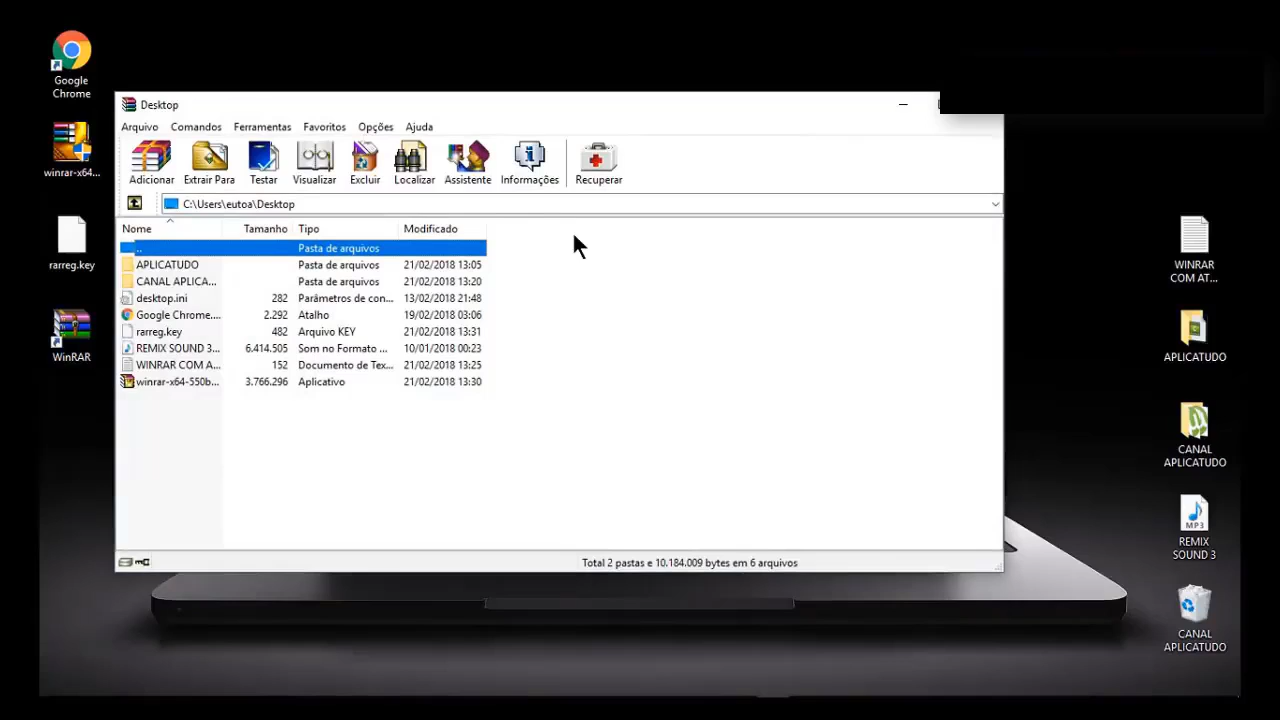 Google
Chrome
winrar-x64...
rarreg.key
WinRAR
Desktop
Arquivo Comandos Ferramentas Favoritos Opções Ajuda
Adicionar Extrair Para Testar Visualizar Excluir Localizar Assistente Informações Recuperar
C:\Users\eutoa\Desktop
Nome Tamanho Tipo Modificado
.. Pasta de arquivos
APLICATUDO Pasta de arquivos 21/02/2018 13:05
CANAL APLICA... Pasta de arquivos 21/02/2018 13:20
desktop.ini 282 Parâmetros de con... 13/02/2018 21:48
Google Chrome.... 2.292 Atalho 19/02/2018 03:06
rarreg.key 482 Arquivo KEY 21/02/2018 13:31
REMIX SOUND 3... 6.414.505 Som no Formato ... 10/01/2018 00:23
WINRAR COM A... 152 Documento de Tex... 21/02/2018 13:25
winrar-x64-550b... 3.766.296 Aplicativo 21/02/2018 13:30
Total 2 pastas e 10.184.009 bytes em 6 arquivos
WINRAR
COM AT...
APLICATUDO
CANAL
APLICATUDO
MP3
REMIX
SOUND 3
CANAL
APLICATUDO